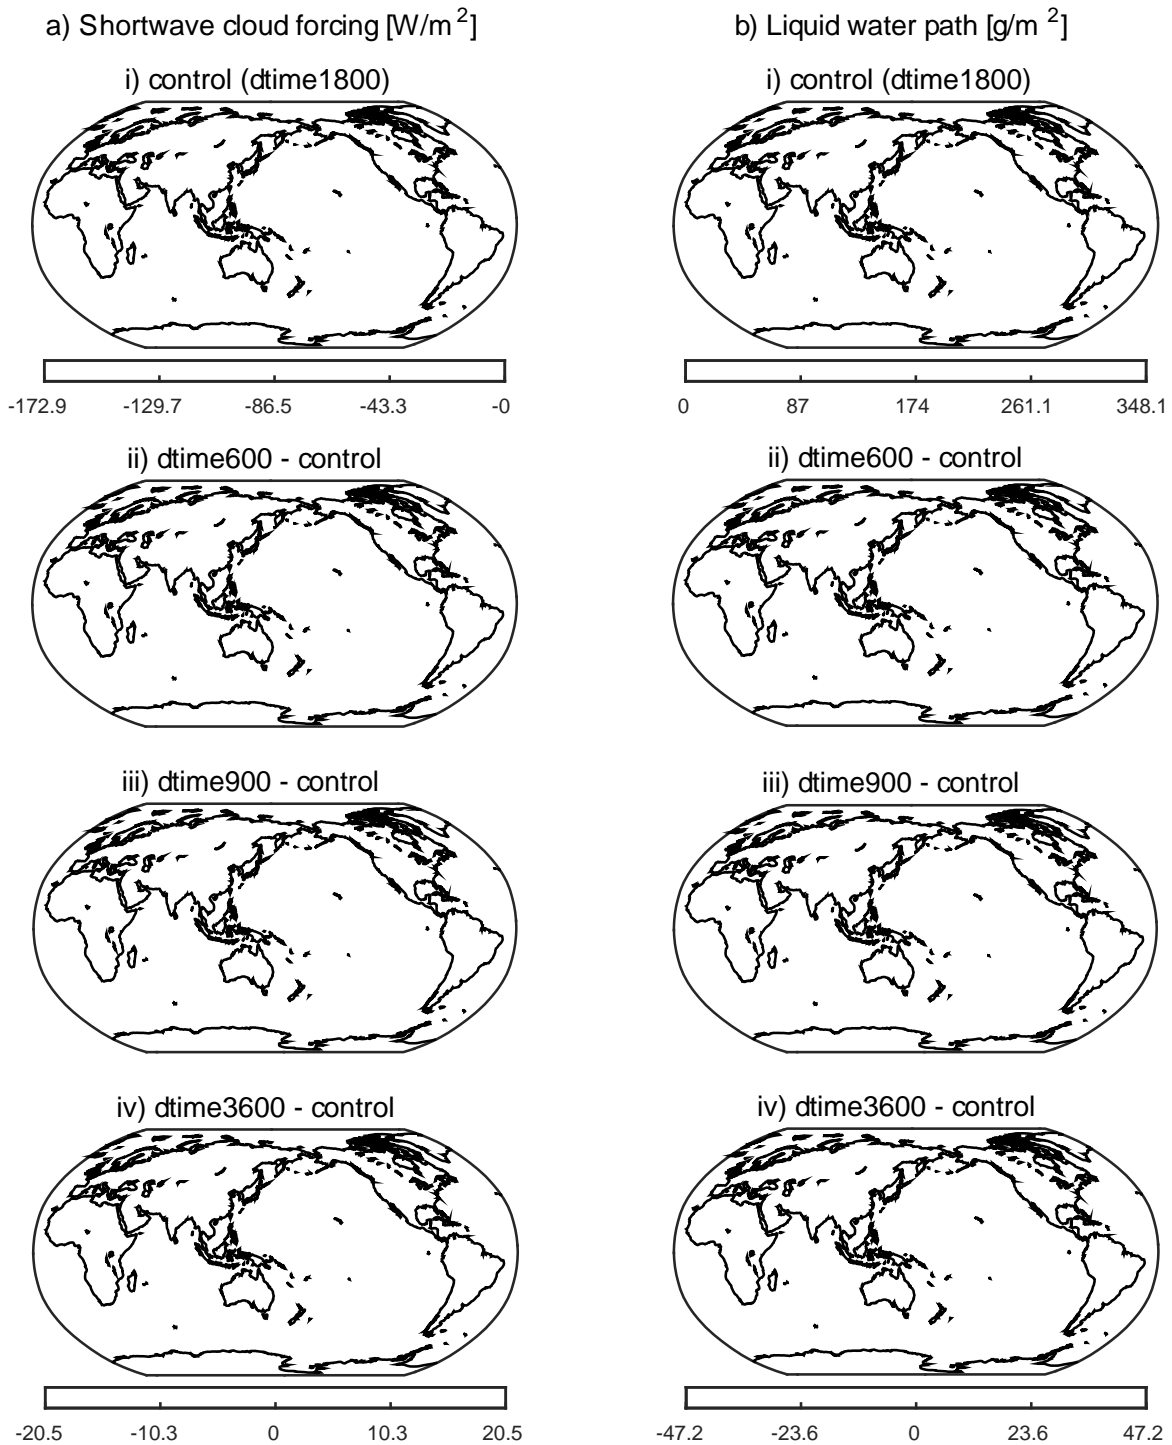 a) Shortwave cloud forcing [W/m²]
b) Liquid water path [g/m²]
i) control (dtime1800)
i) control (dtime1800)
-172.9 -129.7 -86.5 -43.3 -0
0 87 174 261.1 348.1
ii) dtime600 - control
ii) dtime600 - control
iii) dtime900 - control
iii) dtime900 - control
iv) dtime3600 - control
iv) dtime3600 - control
-20.5 -10.3 0 10.3 20.5
-47.2 -23.6 0 23.6 47.2